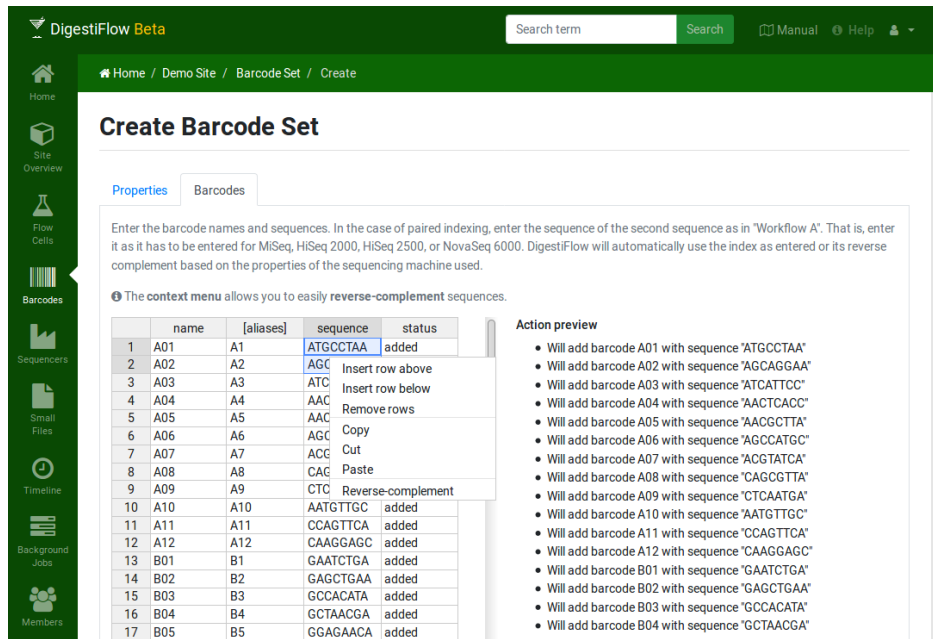 DigestiFlow Beta
Search term
Search
Manual
Help
Home / Demo Site / Barcode Set / Create
Home
Site
Overview
Flow
Cells
Barcodes
Sequencers
Small
Files
Timeline
Background
Jobs
Members
Create Barcode Set
Properties
Barcodes
Enter the barcode names and sequences. In the case of paired indexing, enter the sequence of the second sequence as in "Workflow A". That is, enter
it as it has to be entered for MiSeq, HiSeq 2000, HiSeq 2500, or NovaSeq 6000. DigestiFlow will automatically use the index as entered or its reverse
complement based on the properties of the sequencing machine used.
The context menu allows you to easily reverse-complement sequences.
name [aliases] sequence status
1 A01 A1 ATGCCTAA added
2 A02 A2 AGC
3 A03 A3 ATC
4 A04 A4 AAC
5 A05 A5 AAC
6 A06 A6 AGC
7 A07 A7 ACG
8 A08 A8 CAG
9 A09 A9 CTC
10 A10 A10 AATGTTGC added
11 A11 A11 CCAGTTCA added
12 A12 A12 CAAGGAGC added
13 B01 B1 GAATCTGA added
14 B02 B2 GAGCTGAA added
15 B03 B3 GCCACATA added
16 B04 B4 GCTAACGA added
17 B05 B5 GGAGAACA added
Insert row above
Insert row below
Remove rows
Copy
Cut
Paste
Reverse-complement
Action preview
Will add barcode A01 with sequence "ATGCCTAA"
Will add barcode A02 with sequence "AGCAGGAA"
Will add barcode A03 with sequence "ATCATTCC"
Will add barcode A04 with sequence "AACTCACC"
Will add barcode A05 with sequence "AACGCTTA"
Will add barcode A06 with sequence "AGCCATGC"
Will add barcode A07 with sequence "ACGTATCA"
Will add barcode A08 with sequence "CAGCGTTA"
Will add barcode A09 with sequence "CTCAATGA"
Will add barcode A10 with sequence "AATGTTGC"
Will add barcode A11 with sequence "CCAGTTCA"
Will add barcode A12 with sequence "CAAGGAGC"
Will add barcode B01 with sequence "GAATCTGA"
Will add barcode B02 with sequence "GAGCTGAA"
Will add barcode B03 with sequence "GCCACATA"
Will add barcode B04 with sequence "GCTAACGA"